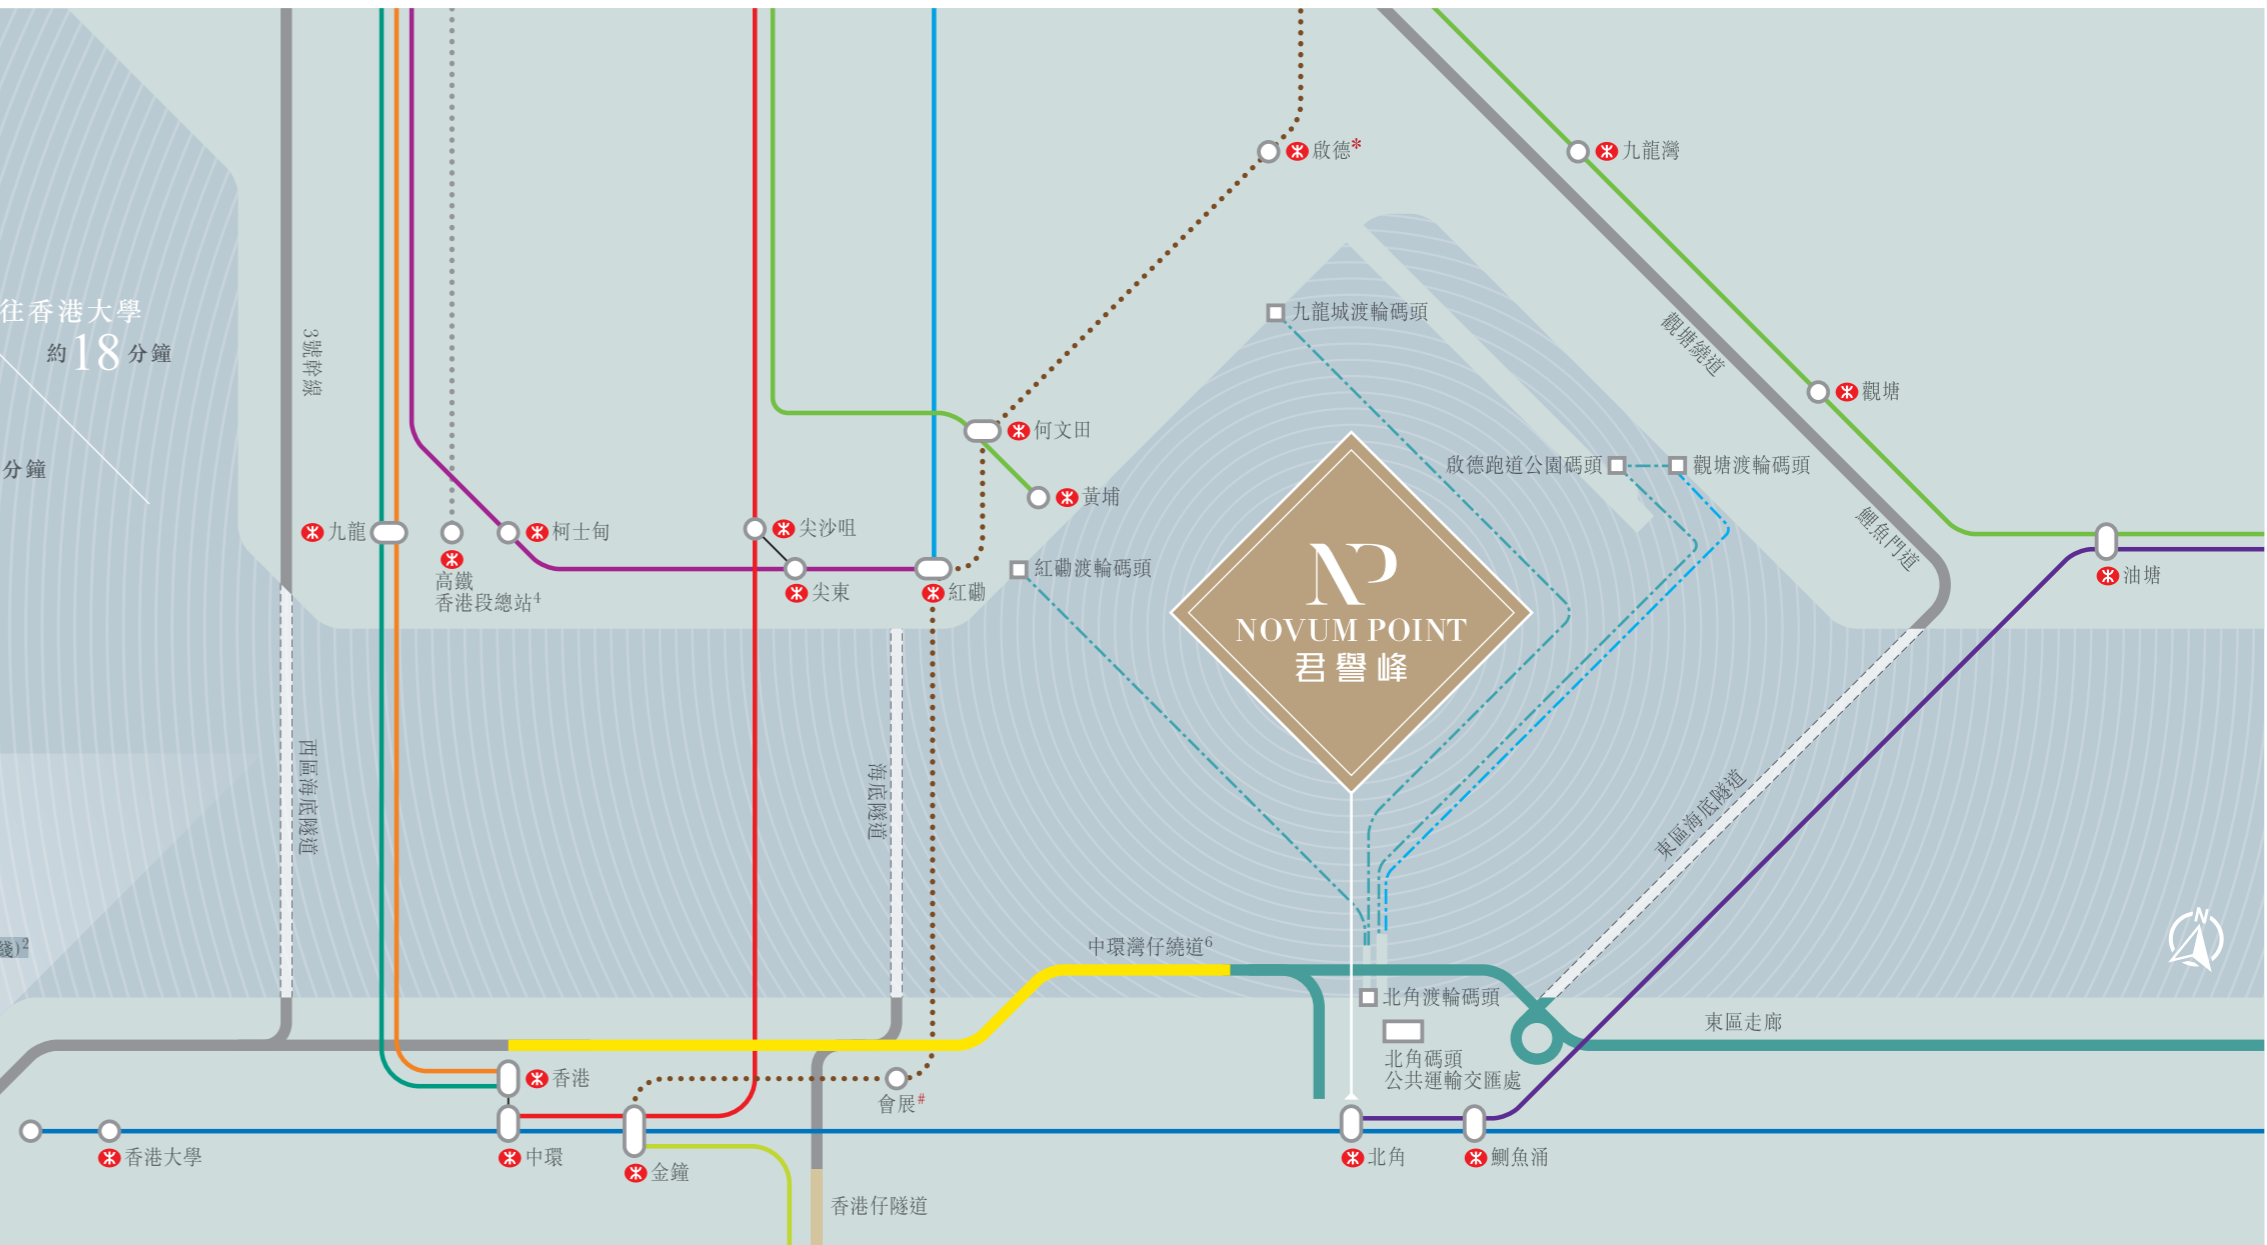 啟德*
九龍灣
往香港大學
約18分鐘
3號幹線
九龍城渡輪碼頭
觀塘繞道
觀塘
何文田
分鐘
啟德跑道公園碼頭
觀塘渡輪碼頭
黃埔
九龍
柯士甸
尖沙咀
鯉魚門道
高鐵
香港段總站4
尖東
紅磡
紅磡渡輪碼頭
油塘
NP
NOVUM POINT
君譽峰
西區海底隧道
海底隧道
東區海底隧道
錢)2
中環灣仔繞道6
N
北角渡輪碼頭
東區走廊
北角碼頭
公共運輸交匯處
香港
會展#
香港大學
中環
金鐘
北角
鰂魚涌
香港仔隧道